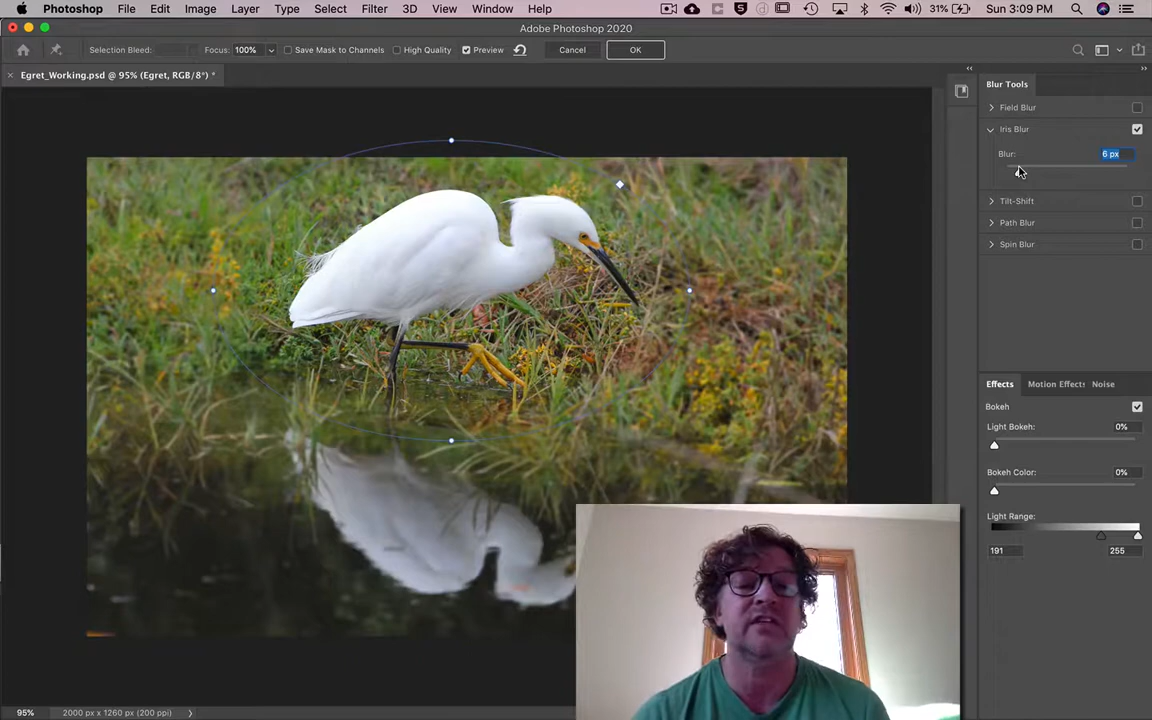 Photoshop File Edit Image Layer Type Select Filter 3D View Window Help 31% Sun 3:09 PM
Adobe Photoshop 2020
Selection Bleed: Focus: 100% Save Mask to Channels High Quality Preview Cancel OK
Egret_Working.psd @ 95% (Egret, RGB/8*) *
Blur Tools
Field Blur
Iris Blur
Blur: 6 px
Tilt-Shift
Path Blur
Spin Blur
Effects Motion Effects Noise
Bokeh
Light Bokeh: 0%
Bokeh Color: 0%
Light Range:
191 255
95% 2000 px x 1260 px (200 ppi)